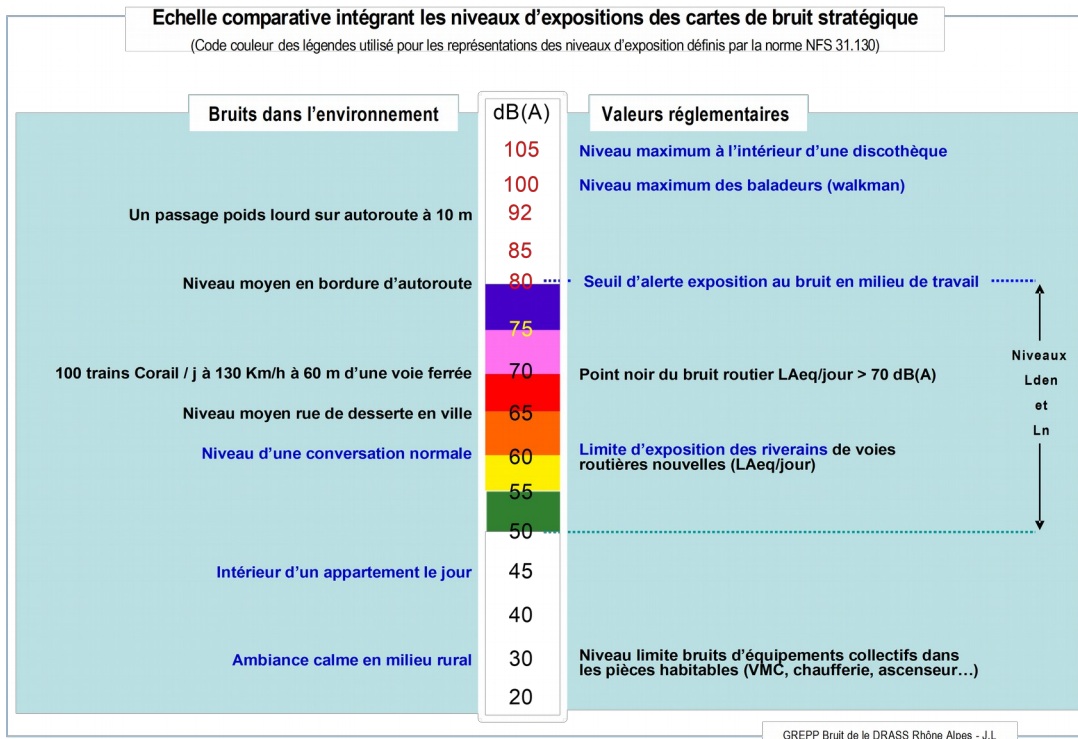 Echelle comparative intégrant les niveaux d'expositions des cartes de bruit stratégique
(Code couleur des légendes utilisé pour les représentations des niveaux d'exposition définis par la norme NFS 31.130)
Bruits dans l'environnement
dB(A)
Valeurs réglementaires
105
Niveau maximum à l'intérieur d'une discothèque
100
Niveau maximum des baladeurs (walkman)
Un passage poids lourd sur autoroute à 10 m
92
85
Niveau moyen en bordure d'autoroute
80
Seuil d'alerte exposition au bruit en milieu de travail
75
Niveaux
Lden
et
Ln
100 trains Corail / j à 130 Km/h à 60 m d'une voie ferrée
70
Point noir du bruit routier LAeq/jour > 70 dB(A)
Niveau moyen rue de desserte en ville
65
Niveau d'une conversation normale
60
Limite d'exposition des riverains de voies
routières nouvelles (LAeq/jour)
55
50
Intérieur d'un appartement le jour
45
40
Ambiance calme en milieu rural
30
Niveau limite bruits d'équipements collectifs dans
les pièces habitables (VMC, chaufferie, ascenseur…)
20
GREPP Bruit de le DRASS Rhône Alpes - J.L